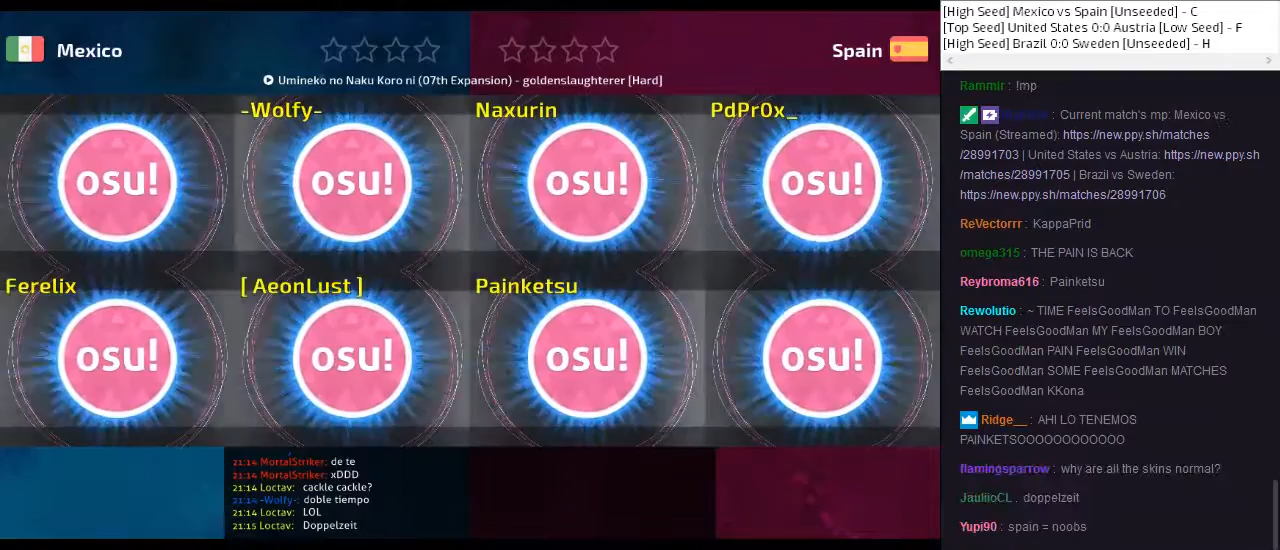 Mexico
Spain
Umineko no Naku Koro ni (07th Expansion) - goldenslaughterer [Hard]
-Wolfy-
Naxurin
PdPr0x_
osu!
osu!
osu!
osu!
Ferelix
[ AeonLust ]
Painketsu
osu!
osu!
osu!
osu!
21:14 MortalStriker: de te
21:14 MortalStriker: xDDD
21:14 Loctav: cackle cackle?
21:14 -Wolfy-: doble tiempo
21:14 Loctav: LOL
21:15 Loctav: Doppelzeit
[High Seed] Mexico vs Spain [Unseeded] - C
[Top Seed] United States 0:0 Austria [Low Seed] - F
[High Seed] Brazil 0:0 Sweden [Unseeded] - H
: !mp
: Current match's mp: Mexico vs
Spain (Streamed): https://new.ppy.sh/matches
/28991703 | United States vs Austria: https://new.ppy.sh
/matches/28991705 | Brazil vs Sweden:
https://new.ppy.sh/matches/28991706
ReVectorrr : KappaPrid
omega315 : THE PAIN IS BACK
Reybroma616 : Painketsu
Rewolutio : ~ TIME FeelsGoodMan TO FeelsGoodMan
WATCH FeelsGoodMan MY FeelsGoodMan BOY
FeelsGoodMan PAIN FeelsGoodMan WIN
FeelsGoodMan SOME FeelsGoodMan MATCHES
FeelsGoodMan KKona
Ridge__ : AHI LO TENEMOS
PAINKETSOOOOOOOOOOOO
flamingsparrow : why are all the skins normal?
JauliioCL : doppelzeit
Yupi90 : spain = noobs